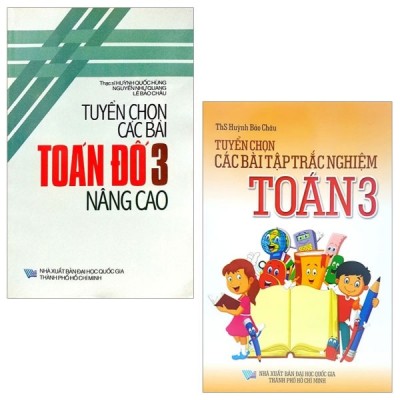 Thạc sĩ HUỲNH QUỐC HÙNG
NGUYỄN NHƯ QUANG
LÊ BẢO CHÂU
TUYỂN CHỌN
CÁC BÀI
TOÁN ĐỐ 3
NÂNG CAO
NHÀ XUẤT BẢN ĐẠI HỌC QUỐC GIA
THÀNH PHỐ HỒ CHÍ MINH
ThS Huỳnh Bảo Châu
TUYỂN CHỌN
CÁC BÀI TẬP TRẮC NGHIỆM
TOÁN 3
NHÀ XUẤT BẢN ĐẠI HỌC QUỐC GIA
THÀNH PHỐ HỒ CHÍ MINH